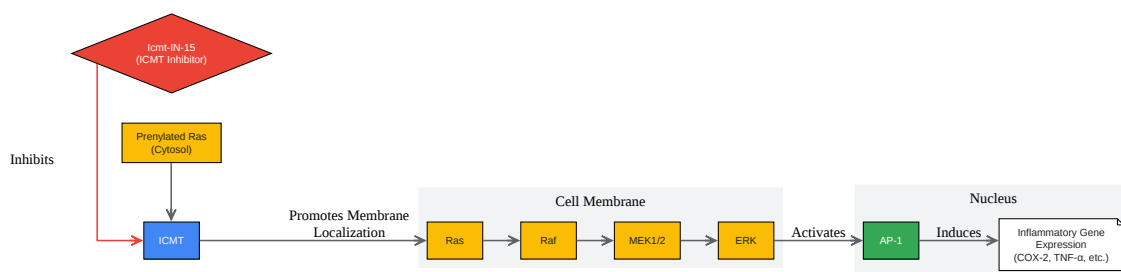 Icmt-IN-15
(ICMT Inhibitor)
Prenylated Ras
(Cytosol)
Inhibits
ICMT
Promotes Membrane
Localization
Cell Membrane
Ras
Raf
MEK1/2
ERK
Activates
Nucleus
AP-1
Induces
Inflammatory Gene
Expression
(COX-2, TNF-α, etc.)